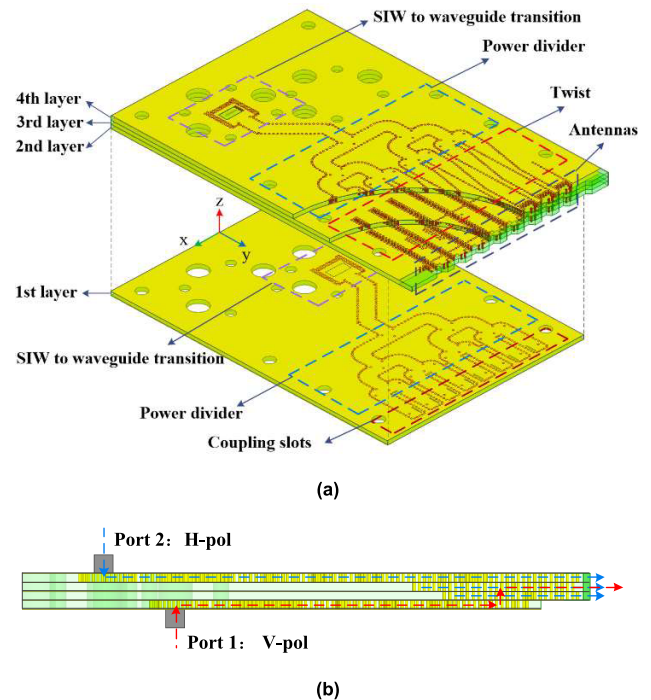 SIW to waveguide transition
Power divider
Twist
Antennas
4th layer
3rd layer
2nd layer
z
x
y
1st layer
SIW to waveguide transition
Power divider
Coupling slots
(a)
Port 2: H-pol
Port 1: V-pol
(b)